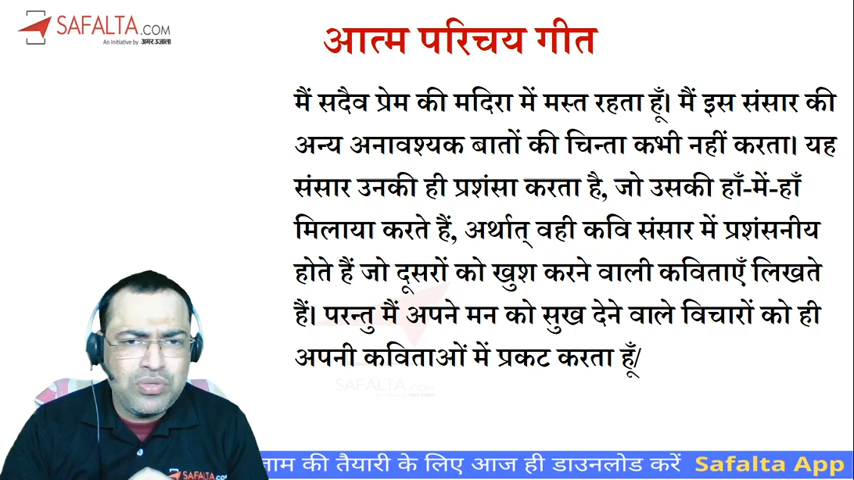 SAFALTA.COM
An Initiative by अमर उजाला
आत्म परिचय गीत
मैं सदैव प्रेम की मदिरा में मस्त रहता हूँ। मैं इस संसार की
अन्य अनावश्यक बातों की चिन्ता कभी नहीं करता। यह
संसार उनकी ही प्रशंसा करता है, जो उसकी हाँ-में-हाँ
मिलाया करते हैं, अर्थात् वही कवि संसार में प्रशंसनीय
होते हैं जो दूसरों को खुश करने वाली कविताएँ लिखते
हैं। परन्तु मैं अपने मन को सुख देने वाले विचारों को ही
अपनी कविताओं में प्रकट करता हूँ/
SAFALTA.COM
SAFALTA.COM
की तैयारी के लिए आज ही डाउनलोड करें Safalta App